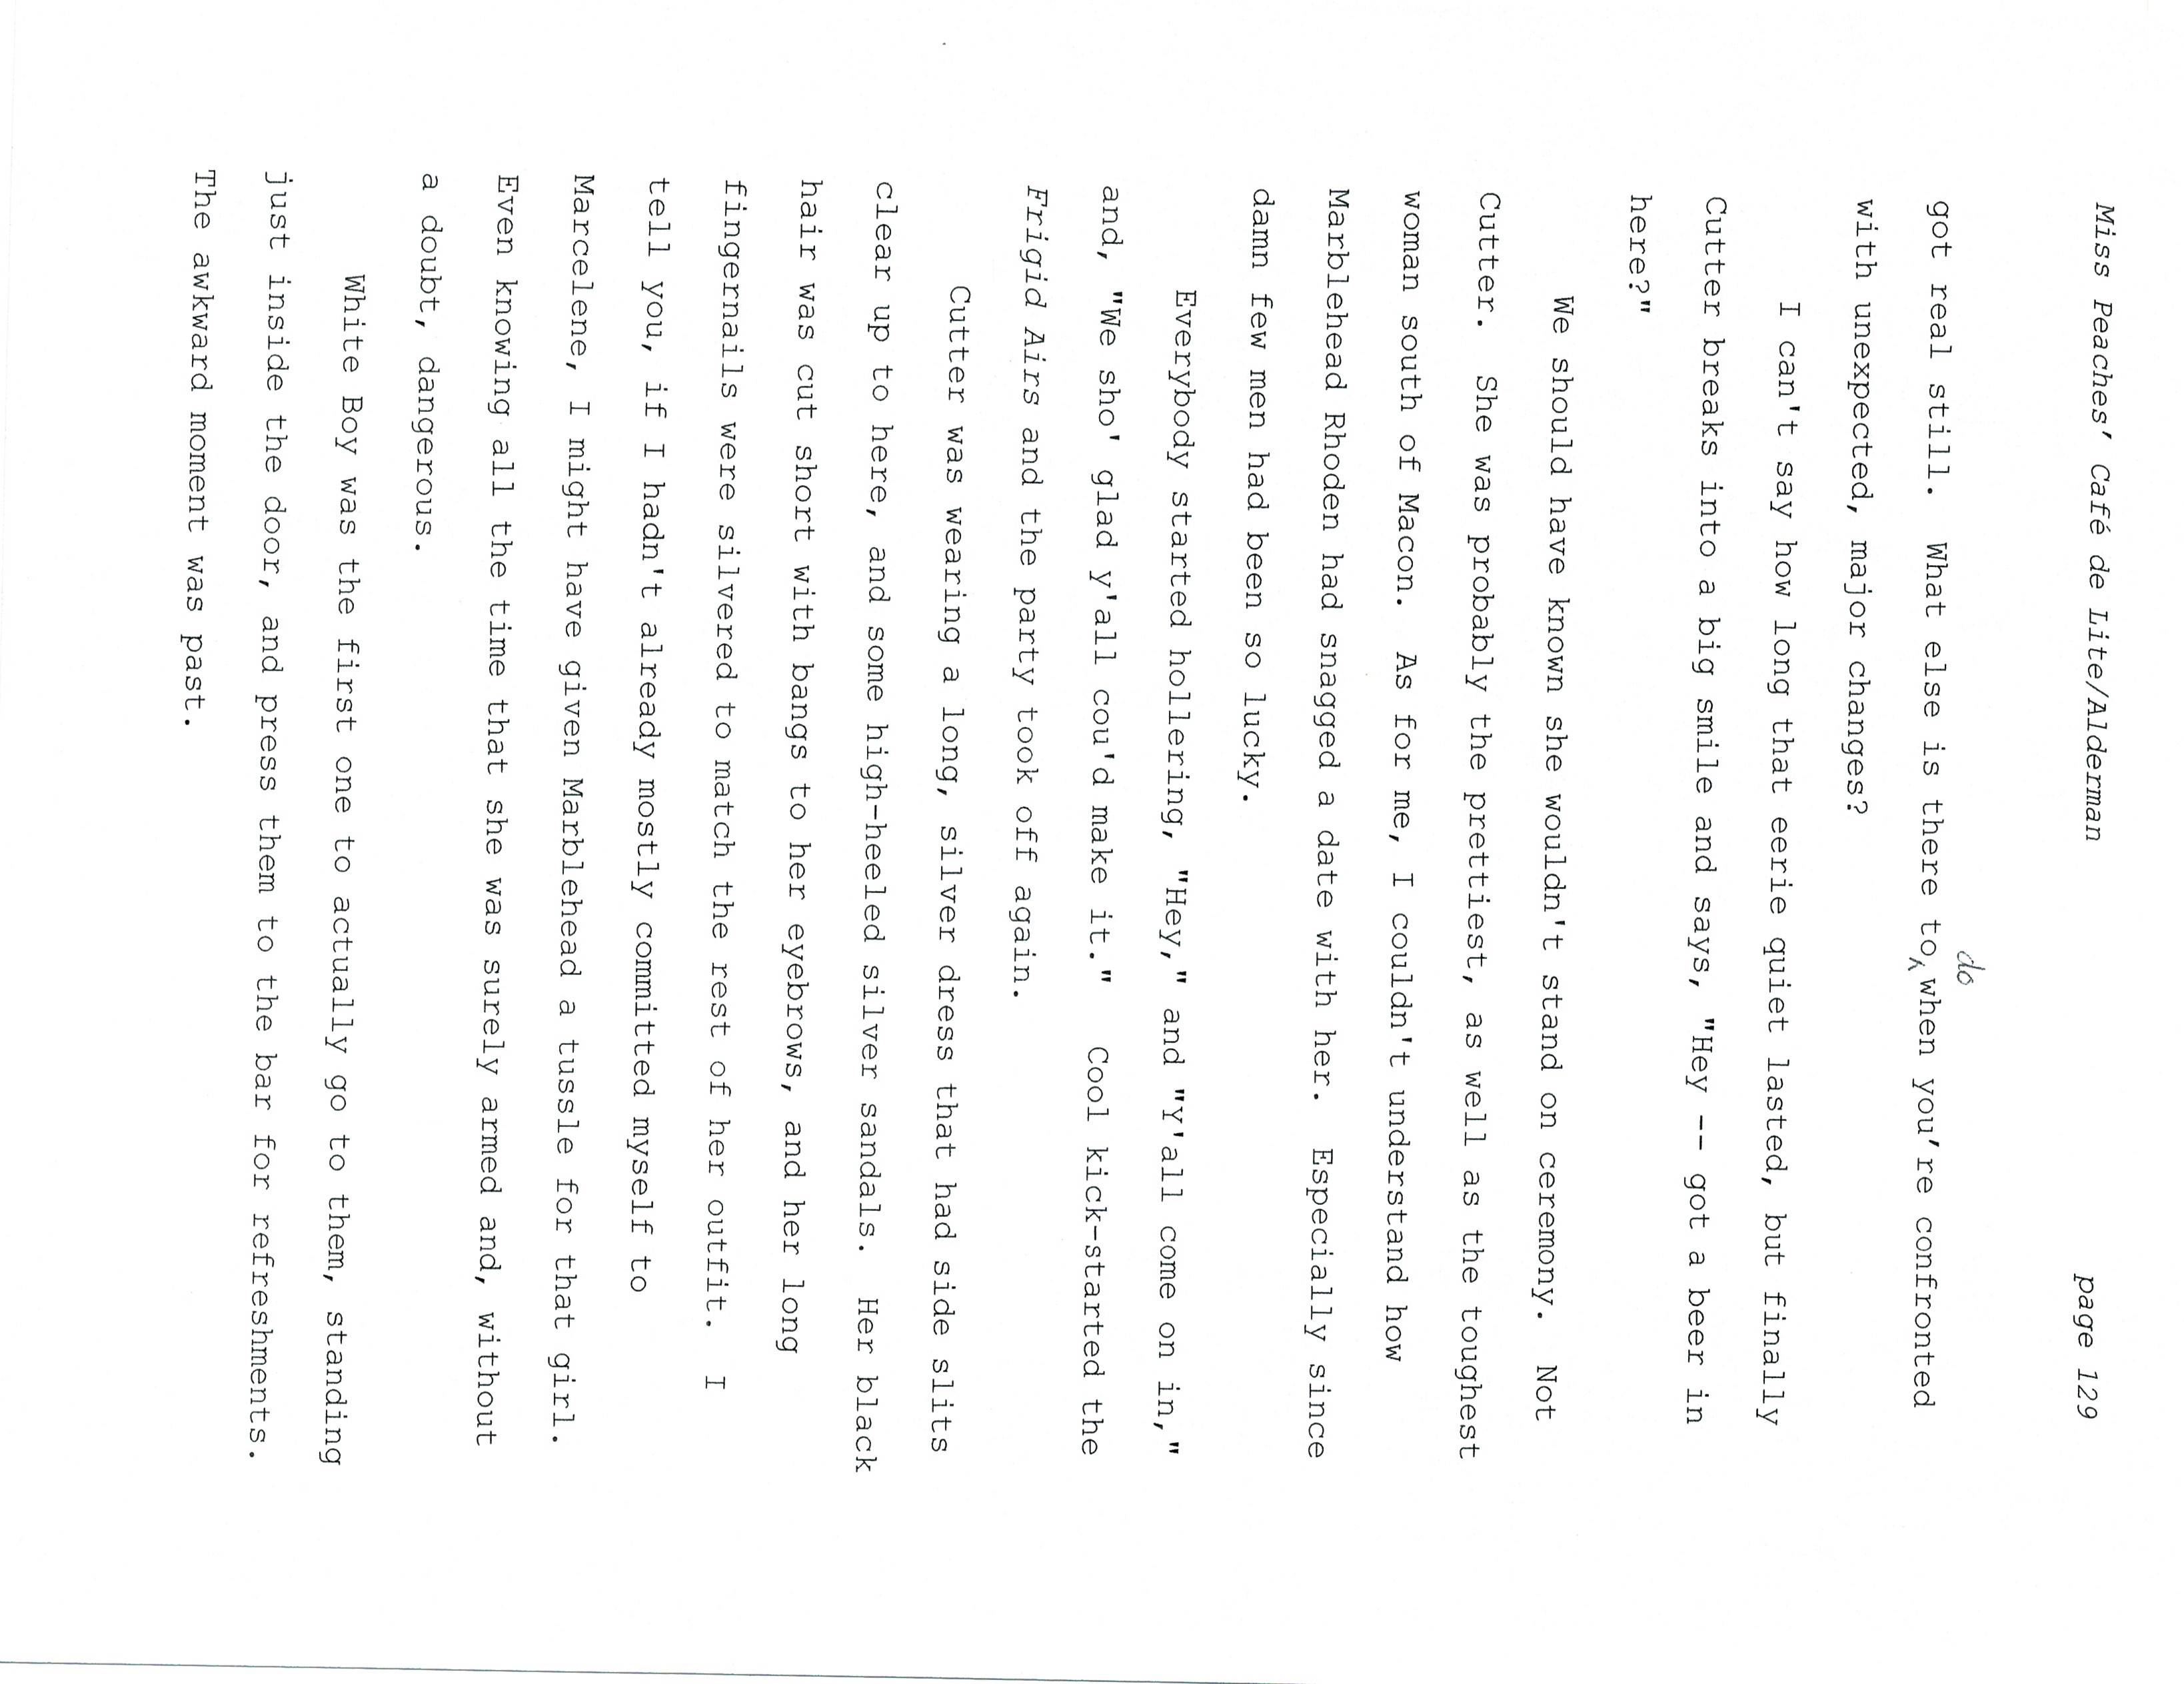 Miss Peaches' Café de Lite/Alderman page 129
do
got real still. What else is there to ^ when you're confronted
with unexpected, major changes?
I can't say how long that eerie quiet lasted, but finally
Cutter breaks into a big smile and says, "Hey -- got a beer in
here?"
We should have known she wouldn't stand on ceremony. Not
Cutter. She was probably the prettiest, as well as the toughest
woman south of Macon. As for me, I couldn't understand how
Marblehead Rhoden had snagged a date with her. Especially since
damn few men had been so lucky.
Everybody started hollering, "Hey," and "Y'all come on in,"
and, "We sho' glad y'all cou'd make it." Cool kick-started the
Frigid Airs and the party took off again.
Cutter was wearing a long, silver dress that had side slits
clear up to here, and some high-heeled silver sandals. Her black
hair was cut short with bangs to her eyebrows, and her long
fingernails were silvered to match the rest of her outfit. I
tell you, if I hadn't already mostly committed myself to
Marcelene, I might have given Marblehead a tussle for that girl.
Even knowing all the time that she was surely armed and, without
a doubt, dangerous.
White Boy was the first one to actually go to them, standing
just inside the door, and press them to the bar for refreshments.
The awkward moment was past.